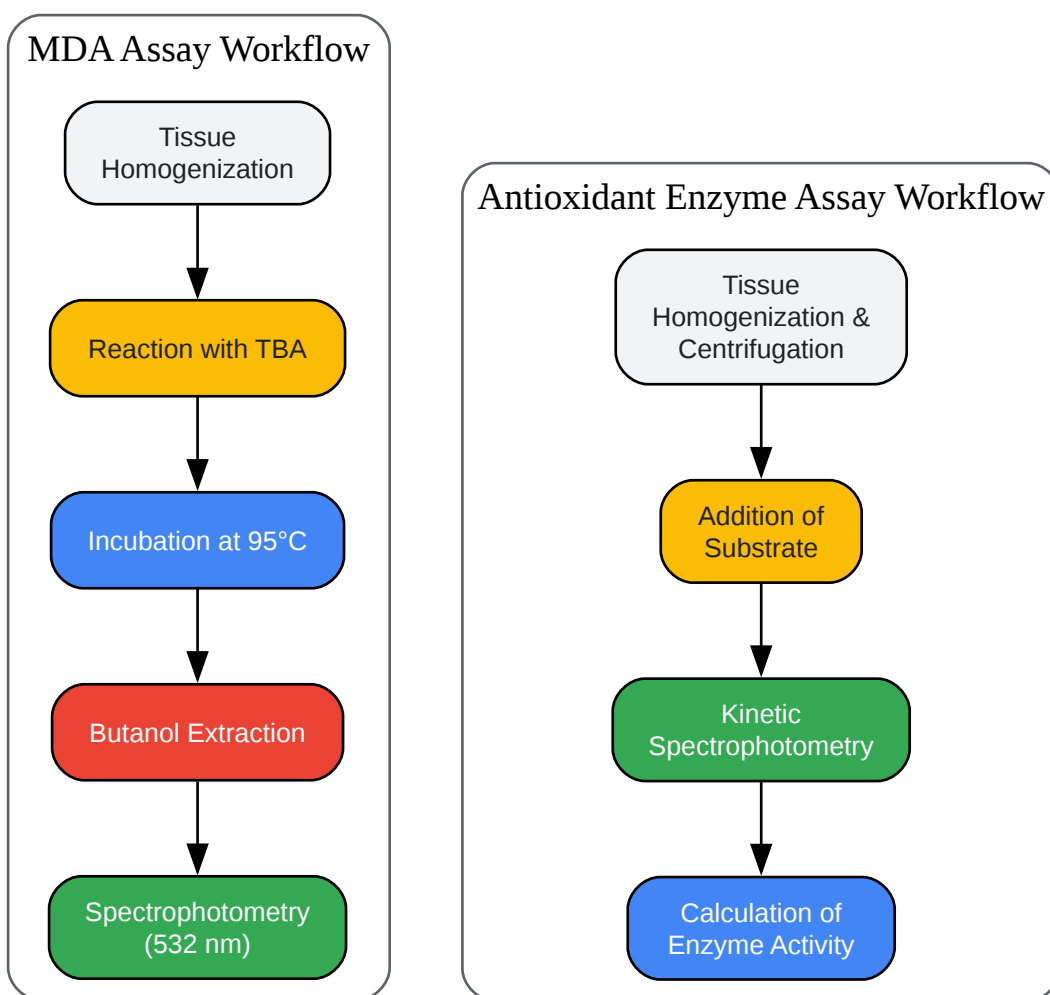 MDA Assay Workflow
Tissue
Homogenization
Reaction with TBA
Incubation at 95°C
Butanol Extraction
Spectrophotometry
(532 nm)
Antioxidant Enzyme Assay Workflow
Tissue
Homogenization &
Centrifugation
Addition of
Substrate
Kinetic
Spectrophotometry
Calculation of
Enzyme Activity